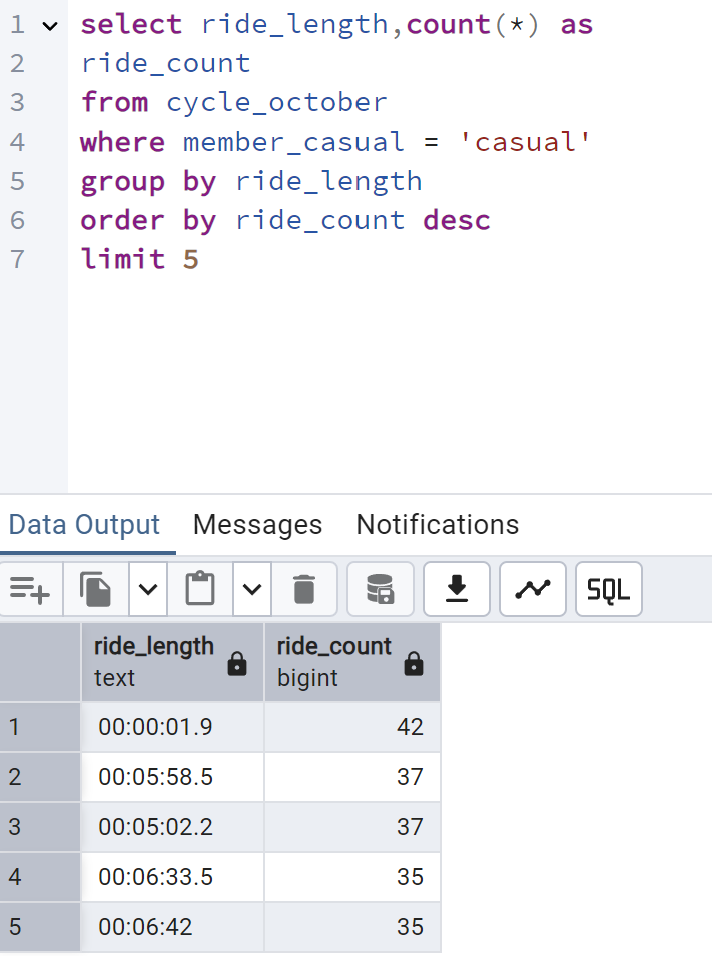 1 select ride_length,count(*) as
2 ride_count
3 from cycle_october
4 where member_casual = 'casual'
5 group by ride_length
6 order by ride_count desc
7 limit 5
Data Output Messages Notifications
SQL
ride_length ride_count
text bigint
1 00:00:01.9 42
2 00:05:58.5 37
3 00:05:02.2 37
4 00:06:33.5 35
5 00:06:42 35